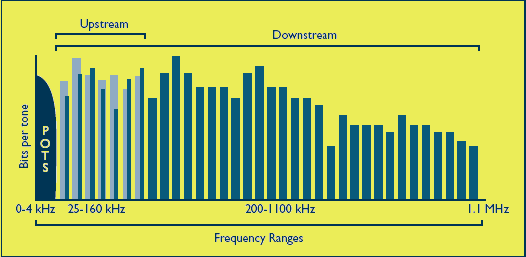 Upstream
Downstream
Bits per tone
POTS
0-4 kHz 25-160 kHz 200-1100 kHz 1.1 MHz
Frequency Ranges